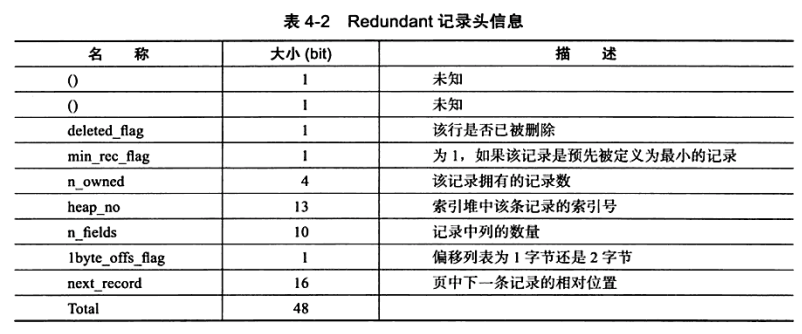 表 4-2 Redundant 记录头信息
名 称 大小 (bit) 描 述
() 1 未知
() 1 未知
deleted_flag 1 该行是否已被删除
min_rec_flag 1 为 1，如果该记录是预先被定义为最小的记录
n_owned 4 该记录拥有的记录数
heap_no 13 索引堆中该条记录的索引号
n_fields 10 记录中列的数量
1byte_offs_flag 1 偏移列表为 1 字节还是 2 字节
next_record 16 页中下一条记录的相对位置
Total 48